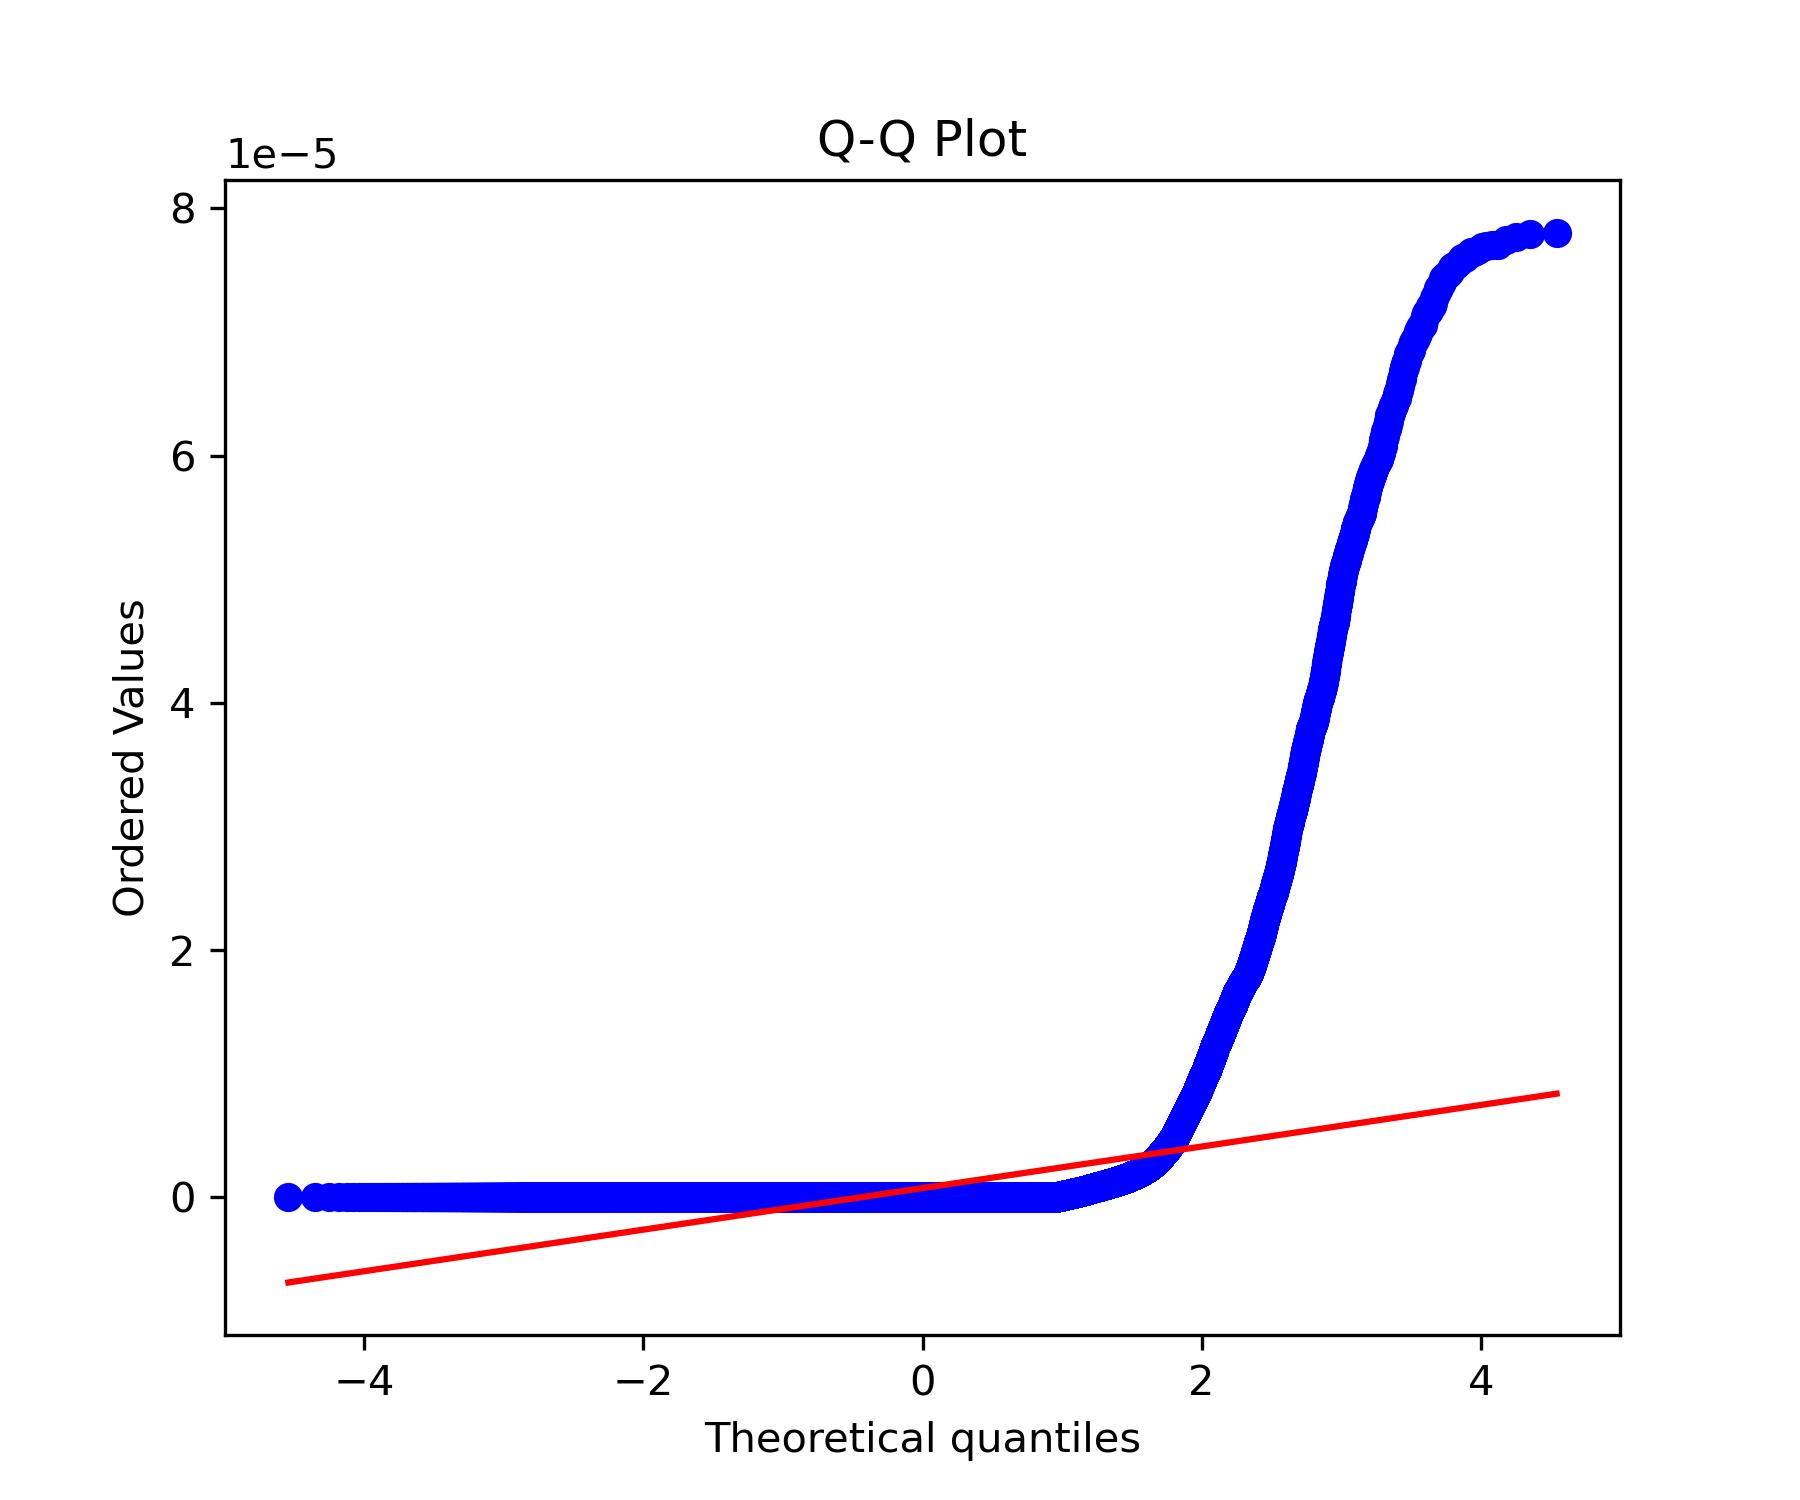 Q-Q Plot
1e−5
8
6
4
2
0
Ordered Values
−4 −2 0 2 4
Theoretical quantiles